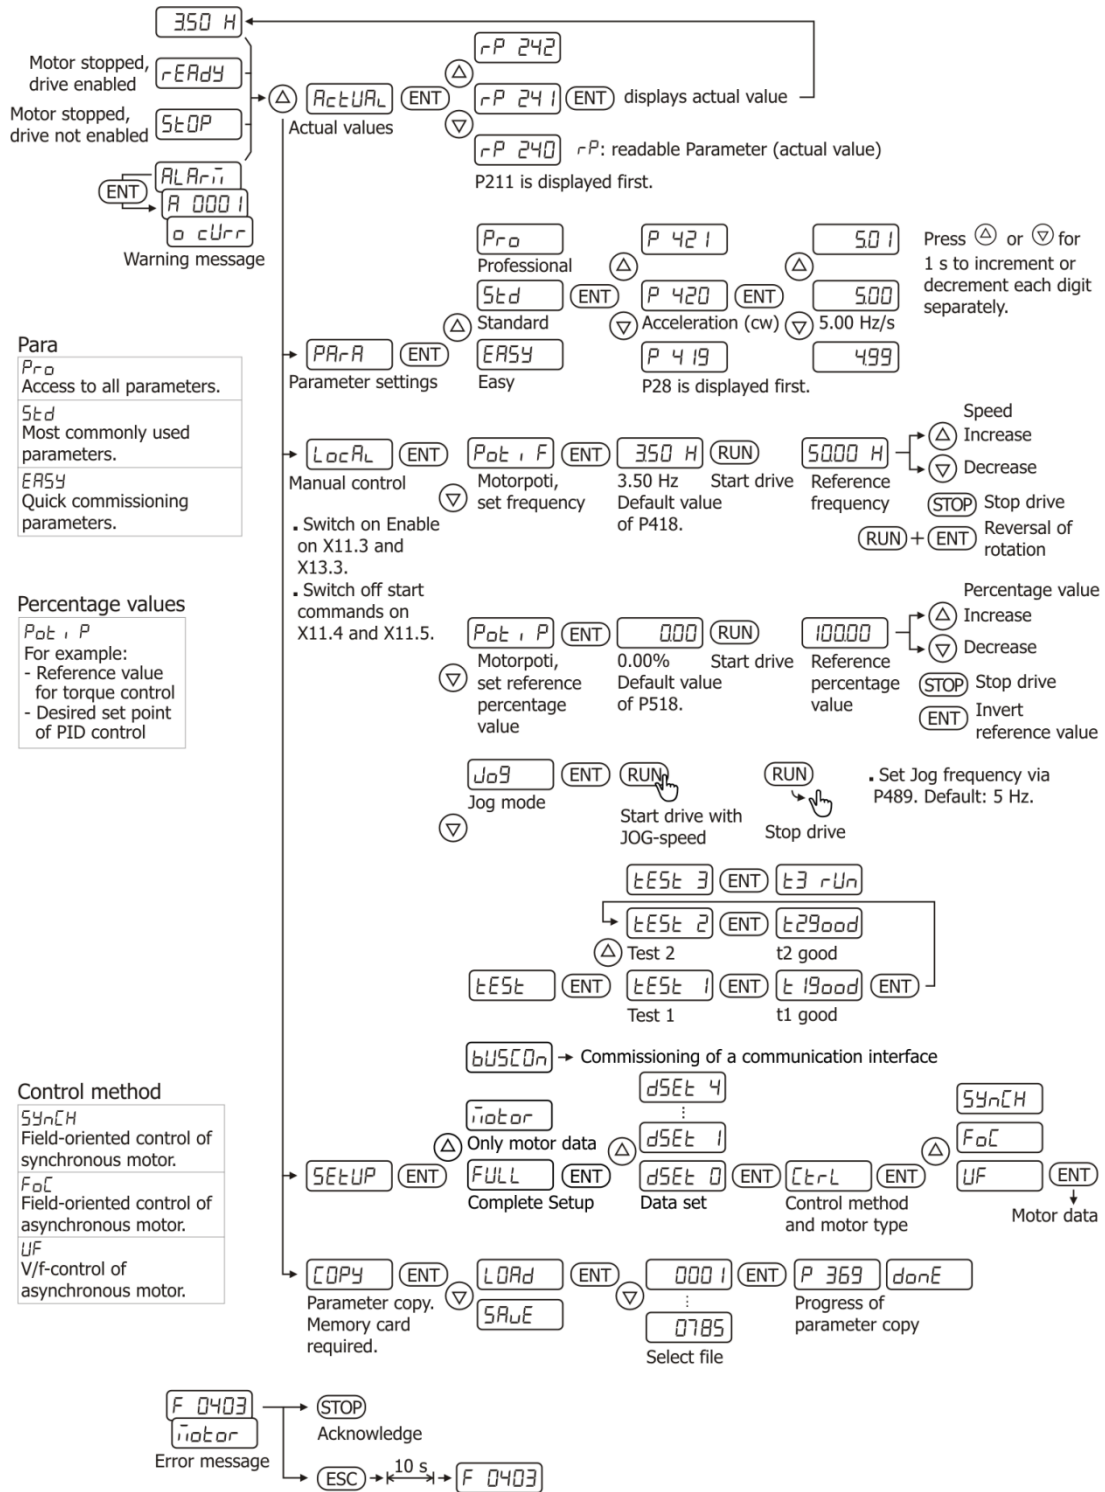 3.50 H
Motor stopped,
drive enabled
rEAdy
Motor stopped,
drive not enabled
StOP
ENT
ALArm
A 0001
o cUrr
Warning message
ActUAL
Actual values
ENT
rP 242
rP 241
ENT
displays actual value
rP 240
rP: readable Parameter (actual value)
P211 is displayed first.
Para
Pro
Access to all parameters.
Std
Most commonly used
parameters.
EASY
Quick commissioning
parameters.
PArA
Parameter settings
ENT
Pro
Professional
Std
Standard
EASY
Easy
ENT
P 421
P 420
Acceleration (cw)
P 419
P28 is displayed first.
ENT
5.01
5.00
5.00 Hz/s
4.99
Press or for
1 s to increment or
decrement each digit
separately.
LocAL
Manual control
ENT
Switch on Enable
on X11.3 and
X13.3.
Switch off start
commands on
X11.4 and X11.5.
Pot i F
Motorpoti,
set frequency
ENT
3.50 H
3.50 Hz
Default value
of P418.
RUN
Start drive
50.00 H
Reference
frequency
Speed
Increase
Decrease
STOP Stop drive
RUN + ENT Reversal of
rotation
Percentage values
Pot i P
For example:
- Reference value
for torque control
- Desired set point
of PID control
Pot i P
Motorpoti,
set reference
percentage
value
ENT
0.00
0.00%
Default value
of P518.
RUN
Start drive
100.00
Reference
percentage
value
Percentage value
Increase
Decrease
STOP Stop drive
ENT Invert
reference value
JoG
Jog mode
ENT
RUN
Start drive with
JOG-speed
RUN
Stop drive
Set Jog frequency via
P489. Default: 5 Hz.
tESt 3
ENT
t3 rUn
tESt 2
Test 2
ENT
t2good
t2 good
tESt
ENT
tESt 1
Test 1
ENT
t1good
t1 good
ENT
bUSCOn
Commissioning of a communication interface
Control method
SYnCH
Field-oriented control of
synchronous motor.
FoC
Field-oriented control of
asynchronous motor.
UF
V/f-control of
asynchronous motor.
SEtUP
ENT
motor
Only motor data
FULL
Complete Setup
ENT
dSEt 4
dSEt 1
dSEt 0
Data set
ENT
CtrL
Control method
and motor type
ENT
SYnCH
FoC
UF
ENT
Motor data
COPY
Parameter copy.
Memory card
required.
ENT
LOAd
SAvE
ENT
0001
0785
Select file
ENT
P 369
donE
Progress of
parameter copy
F 0403
motor
Error message
STOP
Acknowledge
ESC
10 s
F 0403